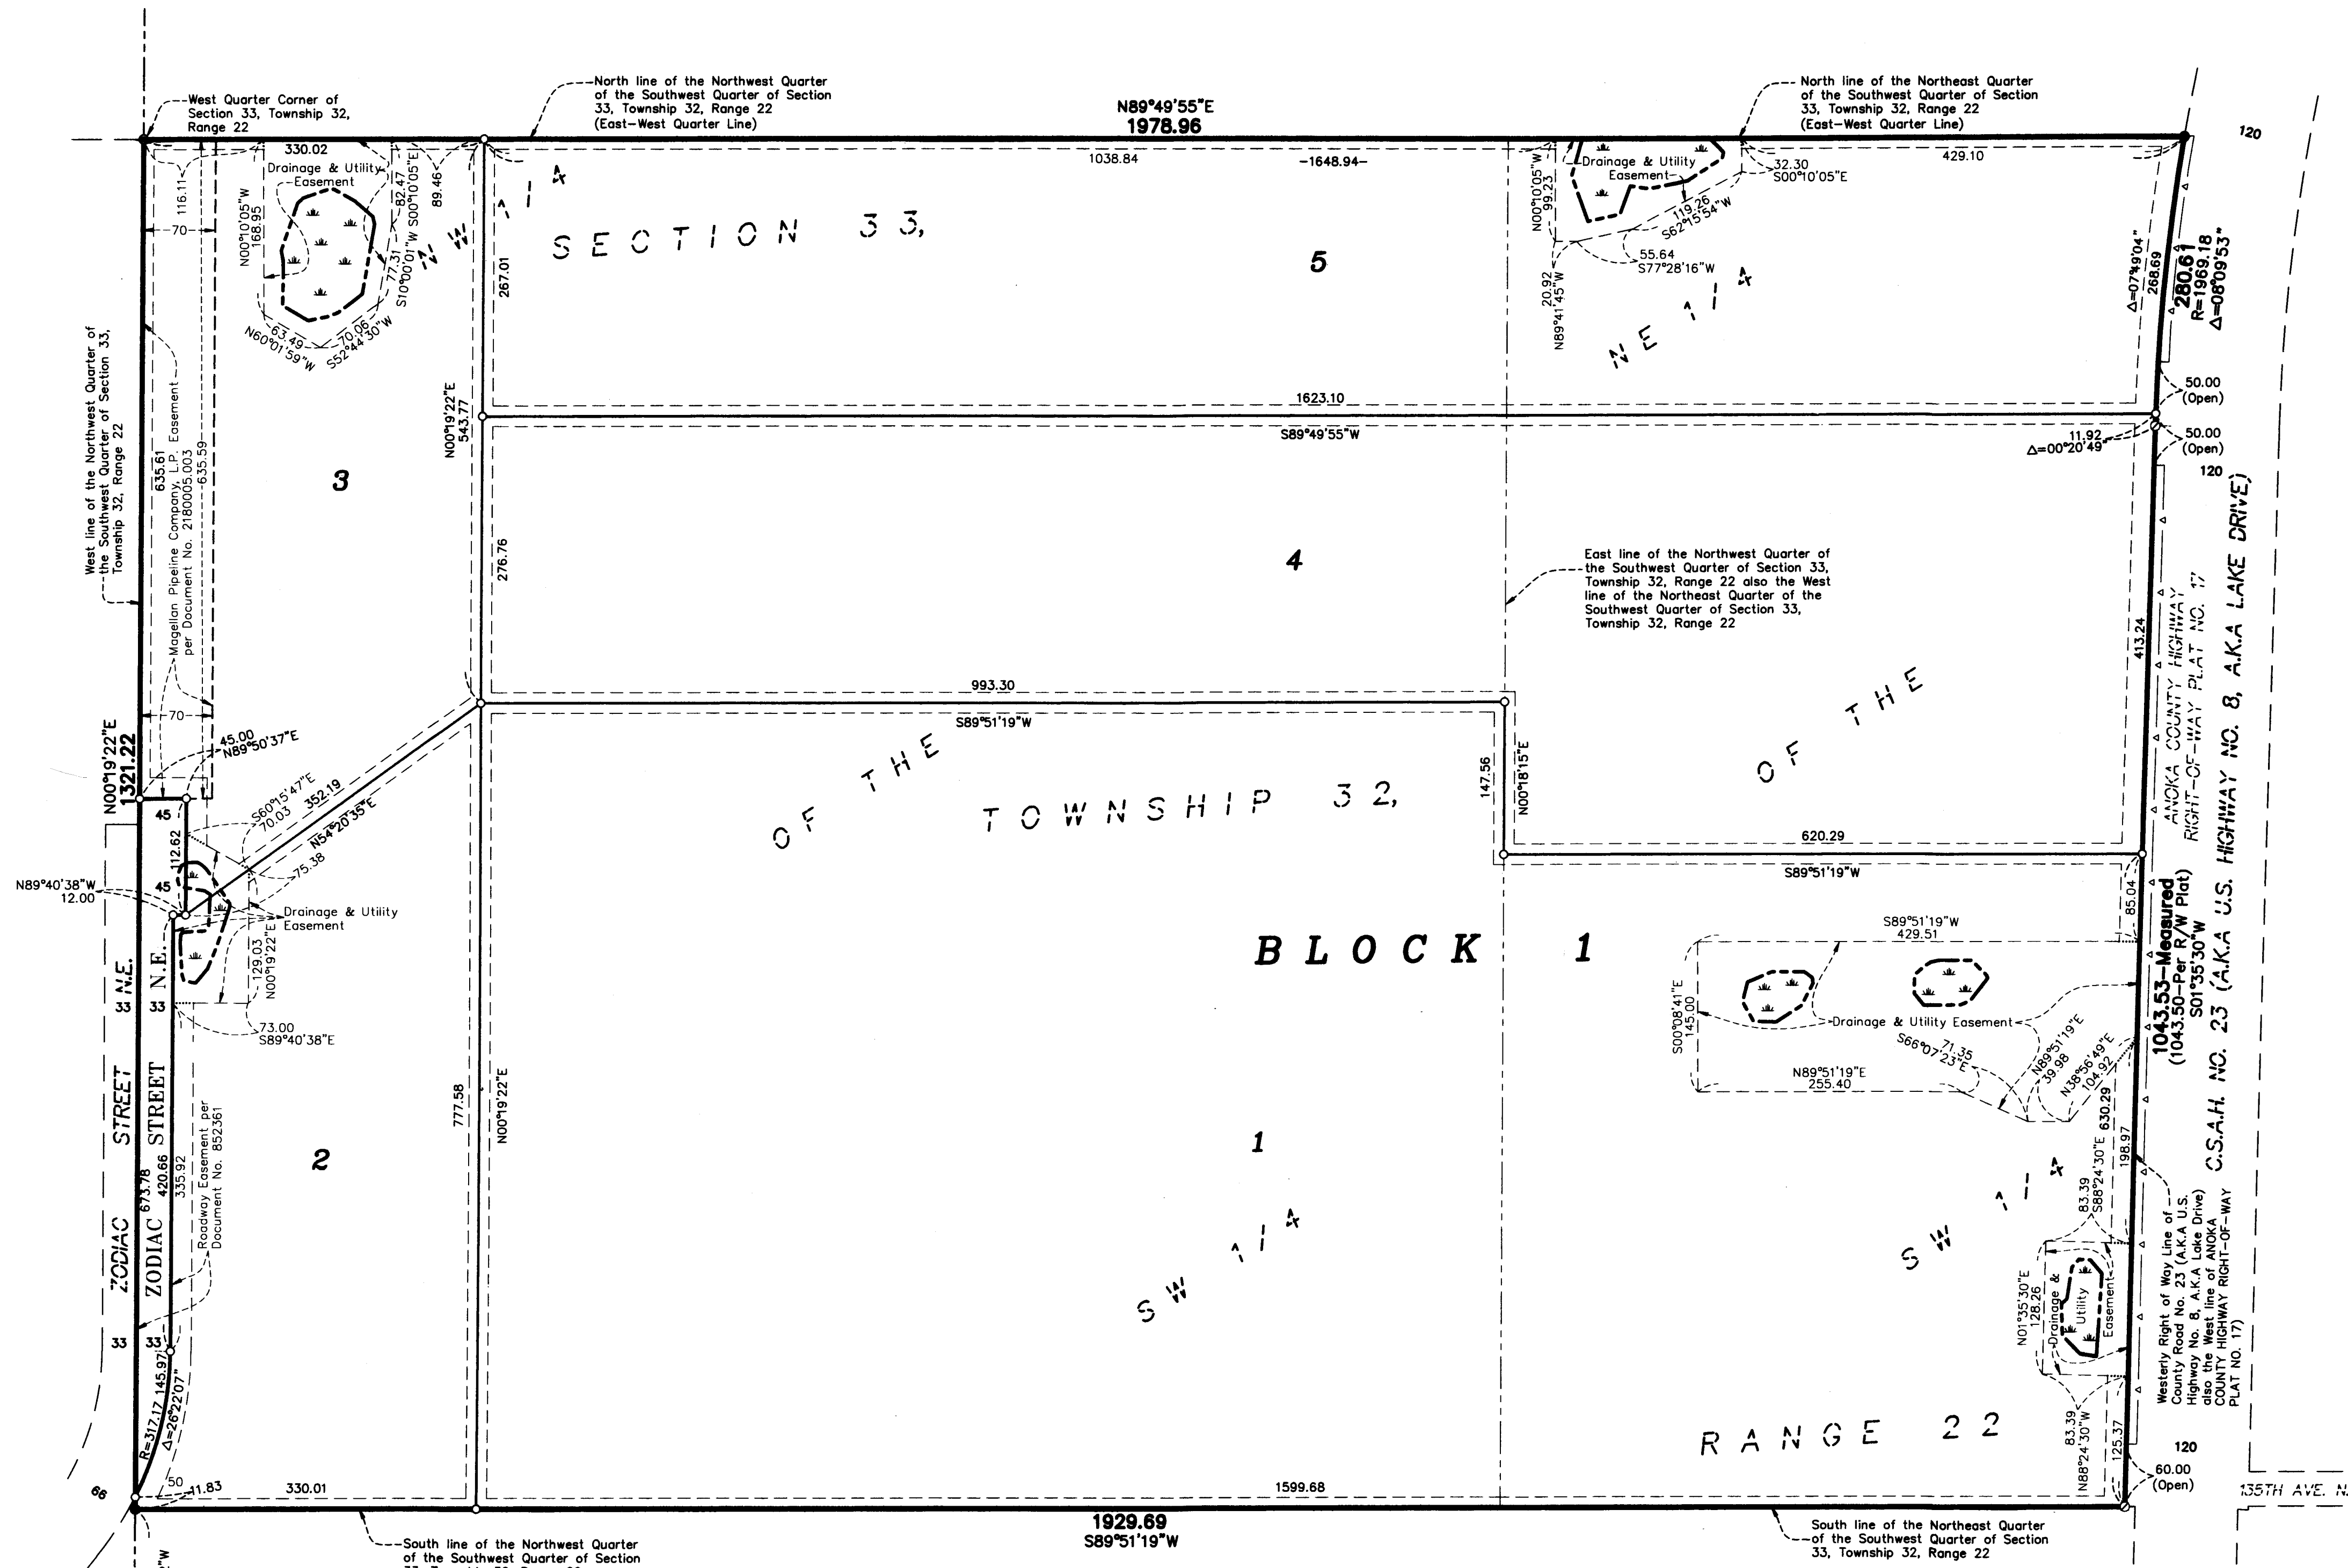 West Quarter Corner of
Section 33, Township 32,
Range 22
North line of the Northwest Quarter
of the Southwest Quarter of Section
33, Township 32, Range 22
(East-West Quarter Line)
N89°49'55"E
1978.96
North line of the Northeast Quarter
of the Southwest Quarter of Section
33, Township 32, Range 22
(East-West Quarter Line)
120
330.02
1038.84
-1648.94-
429.10
116.11
70
N00°10'05"W
168.95
Drainage & Utility
Easement
82.47
S00°10'05"E
89.46
77.31
S10°00'01"W
63.49
N60°01'59"W
70.06
S52°44'30"W
NW 1/4
SECTION 33,
267.01
5
N00°10'05"W
99.23
Drainage & Utility
Easement
32.30
S00°10'05"E
119.26
S62°15'54"W
55.64
S77°28'16"W
20.92
N89°41'45"W
NE 1/4
Δ=07°49'04"
268.69
280.61
R=1969.18
Δ=08°09'53"
50.00
(Open)
11.92
Δ=00°20'49"
50.00
(Open)
120
West line of the Northwest Quarter of
the Southwest Quarter of Section 33,
Township 32, Range 22
635.61
Magellan Pipeline Company, L.P. Easement
per Document No. 2180005.003
635.59
3
N00°19'22"E
543.77
1623.10
S89°49'55"W
276.76
4
East line of the Northwest Quarter of
the Southwest Quarter of Section 33,
Township 32, Range 22 also the West
line of the Northeast Quarter of the
Southwest Quarter of Section 33,
Township 32, Range 22
413.24
ANOKA COUNTY HIGHWAY
RIGHT-OF-WAY PLAT NO. 17
C.S.A.H. NO. 23 (A.K.A U.S. HIGHWAY NO. 8, A.K.A LAKE DRIVE)
993.30
S89°51'19"W
70
45.00
N89°50'37"E
N00°19'22"E
1321.22
OF THE
TOWNSHIP 32,
OF THE
147.56
N00°18'15"E
620.29
S89°51'19"W
45
112.62
45
S60°15'47"E
70.03
352.19
N54°20'35"E
75.38
N89°40'38"W
12.00
Drainage & Utility
Easement
129.03
N00°19'22"E
33
33
73.00
S89°40'38"E
BLOCK 1
85.04
S89°51'19"W
429.51
S00°08'41"E
145.00
Drainage & Utility Easement
N89°51'19"E
255.40
71.35
S66°07'23"E
N89°51'19"E
39.98
N38°56'49"E
104.92
1043.53-Measured
(1043.50-Per R/W Plat)
S01°35'30"W
630.29
198.97
ZODIAC STREET N.E.
ZODIAC STREET N.E.
673.78
420.66
335.92
Roadway Easement per
Document No. 852361
2
777.58
N00°19'22"E
1
SW 1/4
SW 1/4
83.39
S88°24'30"E
N01°35'30"E
128.26
Drainage &
Utility
Easement
Westerly Right of Way Line of
County Road No. 23 (A.K.A U.S.
Highway No. 8, A.K.A Lake Drive)
also the West line of ANOKA
COUNTY HIGHWAY RIGHT-OF-WAY
PLAT NO. 17)
33
33
R=317.17
145.97
Δ=26°22'07"
RANGE 22
83.39
N88°24'30"W
125.37
120
60.00
(Open)
66
50
11.83
330.01
1599.68
135TH AVE. N.
1929.69
S89°51'19"W
South line of the Northwest Quarter
of the Southwest Quarter of Section
South line of the Northeast Quarter
of the Southwest Quarter of Section
33, Township 32, Range 22